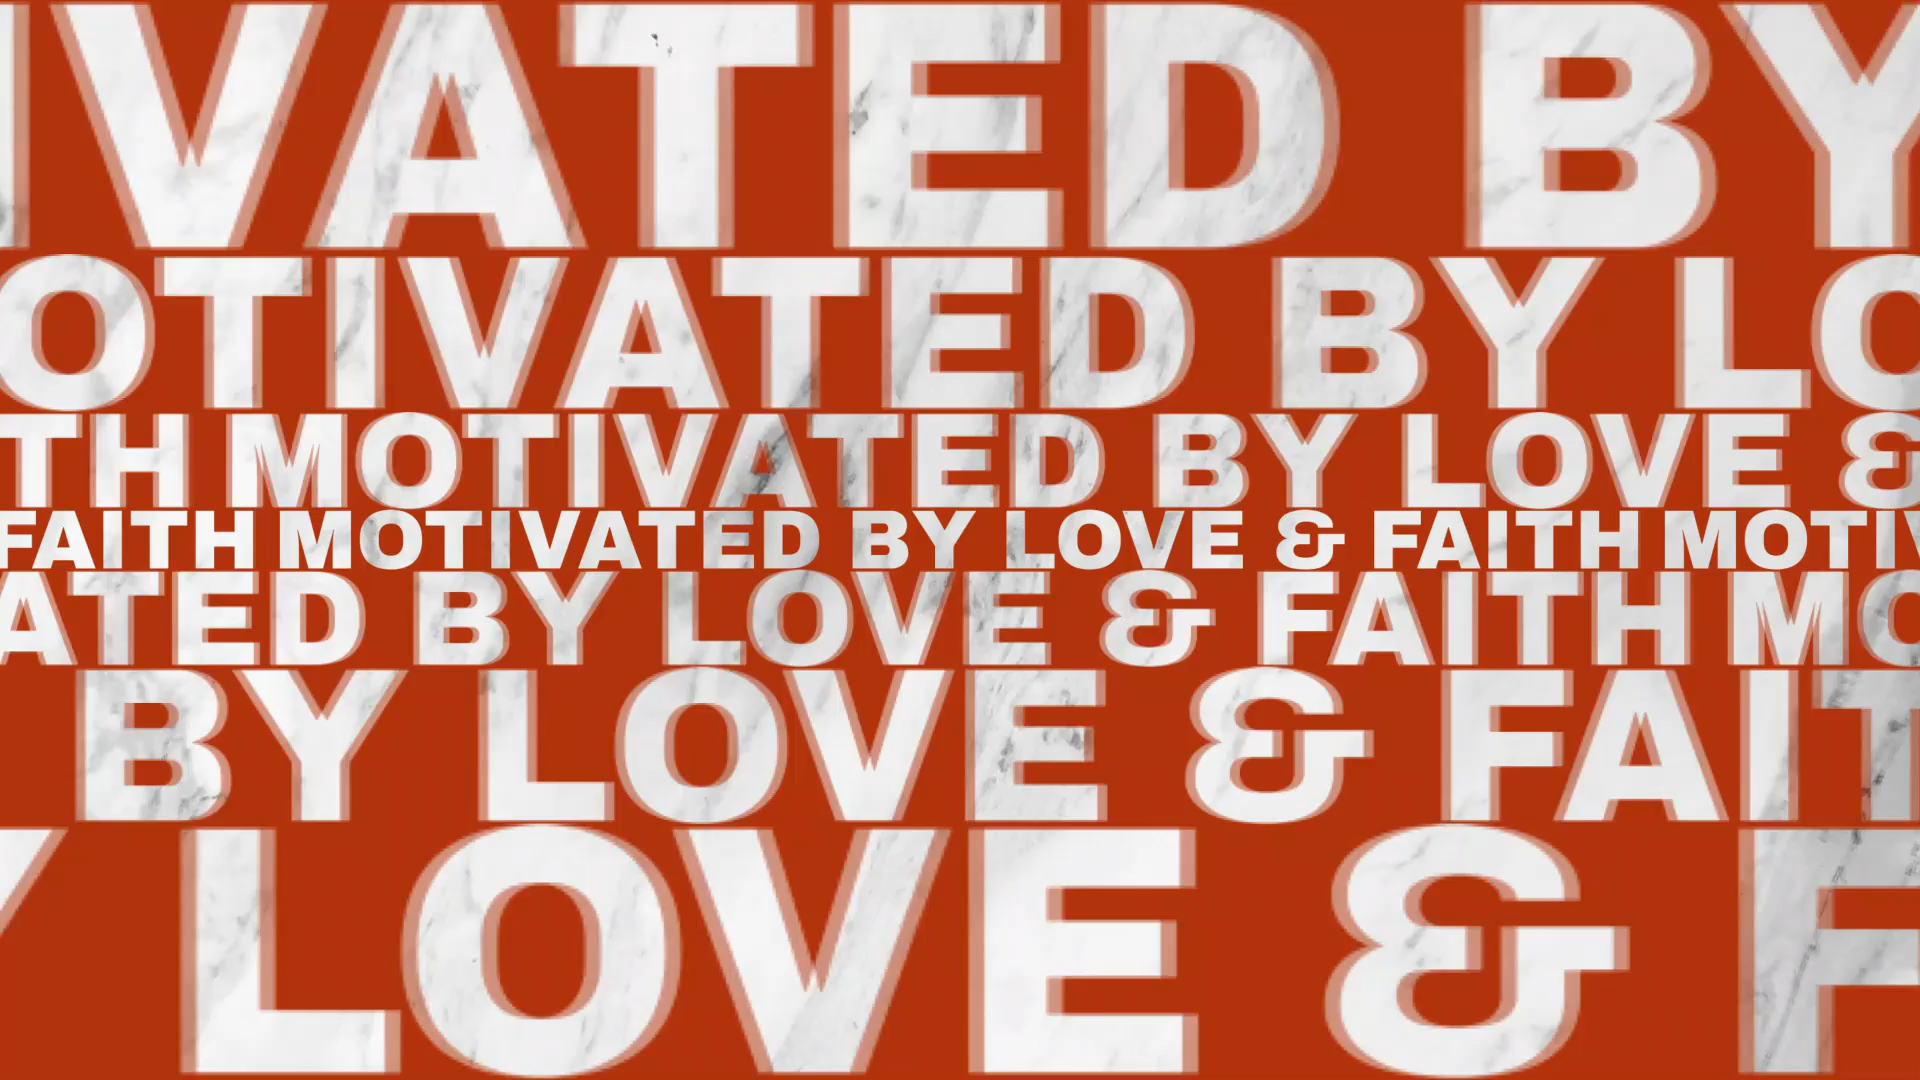 IVATED BY
OTIVATED BY LO
TH MOTIVATED BY LOVE &
FAITH MOTIVATED BY LOVE & FAITH MOTIV
ATED BY LOVE & FAITH MO
BY LOVE & FAIT
Y LOVE & F